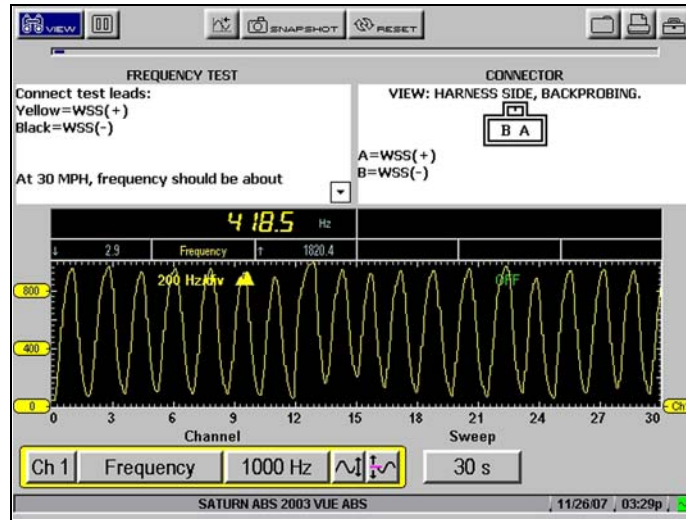 VIEW SNAPSHOT RESET
FREQUENCY TEST
Connect test leads:
Yellow=WSS(+)
Black=WSS(-)
At 30 MPH, frequency should be about
CONNECTOR
VIEW: HARNESS SIDE, BACKPROBING.
B A
A=WSS(+)
B=WSS(-)
418.5 Hz
2.9 Frequency 1820.4
200 Hz/div OFF
800
400
0
Ch
0 3 6 9 12 15 18 21 24 27 30
Channel Sweep
Ch 1 Frequency 1000 Hz 30 s
SATURN ABS 2003 VUE ABS 11/26/07 03:29p